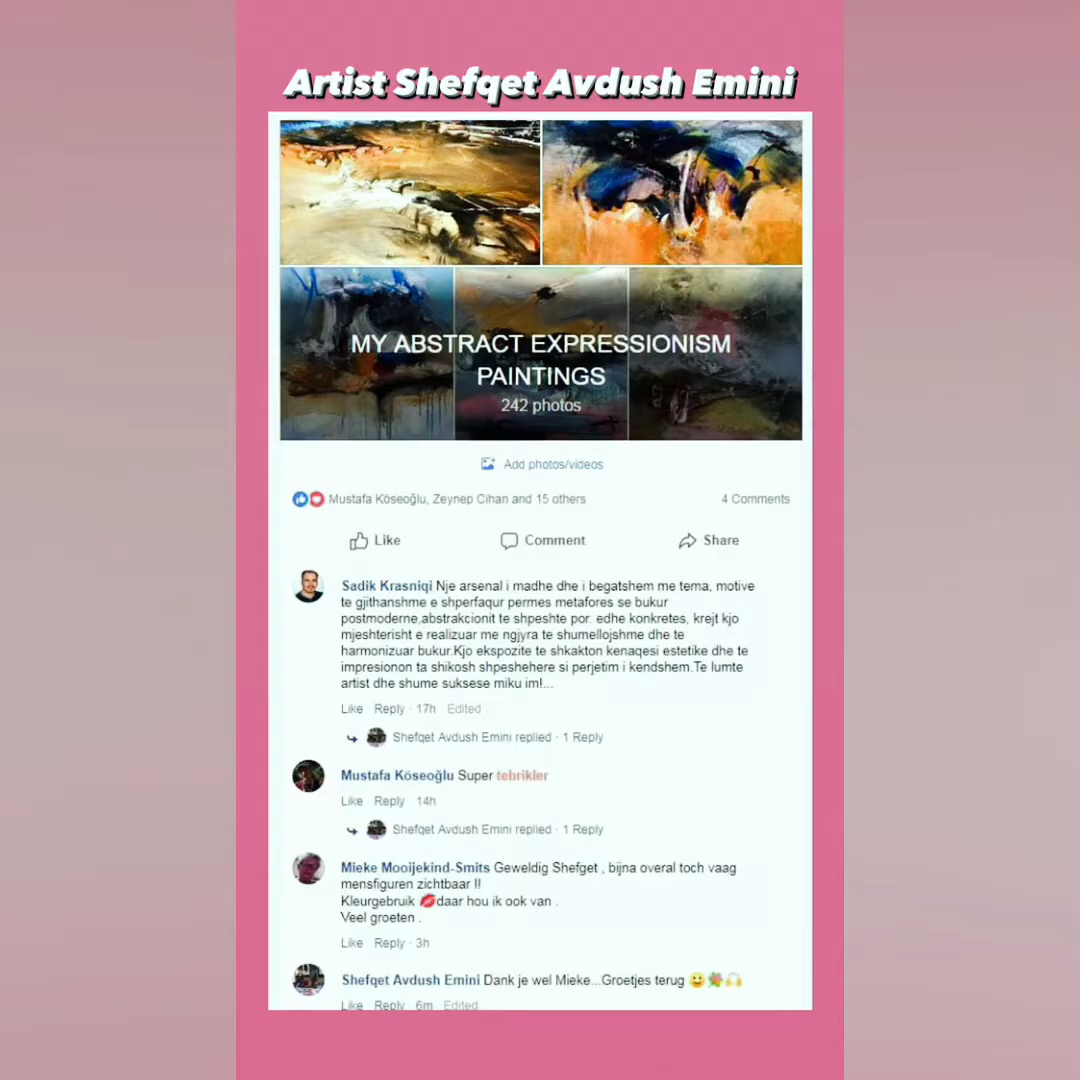 Artist Shefqet Avdush Emini
MY ABSTRACT EXPRESSIONISM
PAINTINGS
242 photos
Add photos/videos
Mustafa Köseoğlu, Zeynep Cihan and 15 others 4 Comments
Like Comment Share
Sadik Krasniqi Nje arsenal i madhe dhe i begatshem me tema, motive
te gjithanshme e shperfaqur permes metafores se bukur
postmoderne,abstrakcionit te shpeshte por edhe konkretes, krejt kjo
mjeshterisht e realizuar me ngjyra te shumellojshme dhe te
harmonizuar bukur.Kjo ekspozite te shkakton kenaqesi estetike dhe te
impresionon ta shikosh shpeshehere si perjetim i kendshem.Te lumte
artist dhe shume suksese miku im!...
Like Reply · 17h Edited
Shefqet Avdush Emini replied · 1 Reply
Mustafa Köseoğlu Super tebrikler
Like Reply 14h
Shefqet Avdush Emini replied · 1 Reply
Mieke Mooijekind-Smits Geweldig Shefget , bijna overal toch vaag
mensfiguren zichtbaar !!
Kleurgebruik 💋daar hou ik ook van .
Veel groeten .
Like Reply · 3h
Shefqet Avdush Emini Dank je wel Mieke...Groetjes terug 😀💐🎧
Like Reply 6m Edited